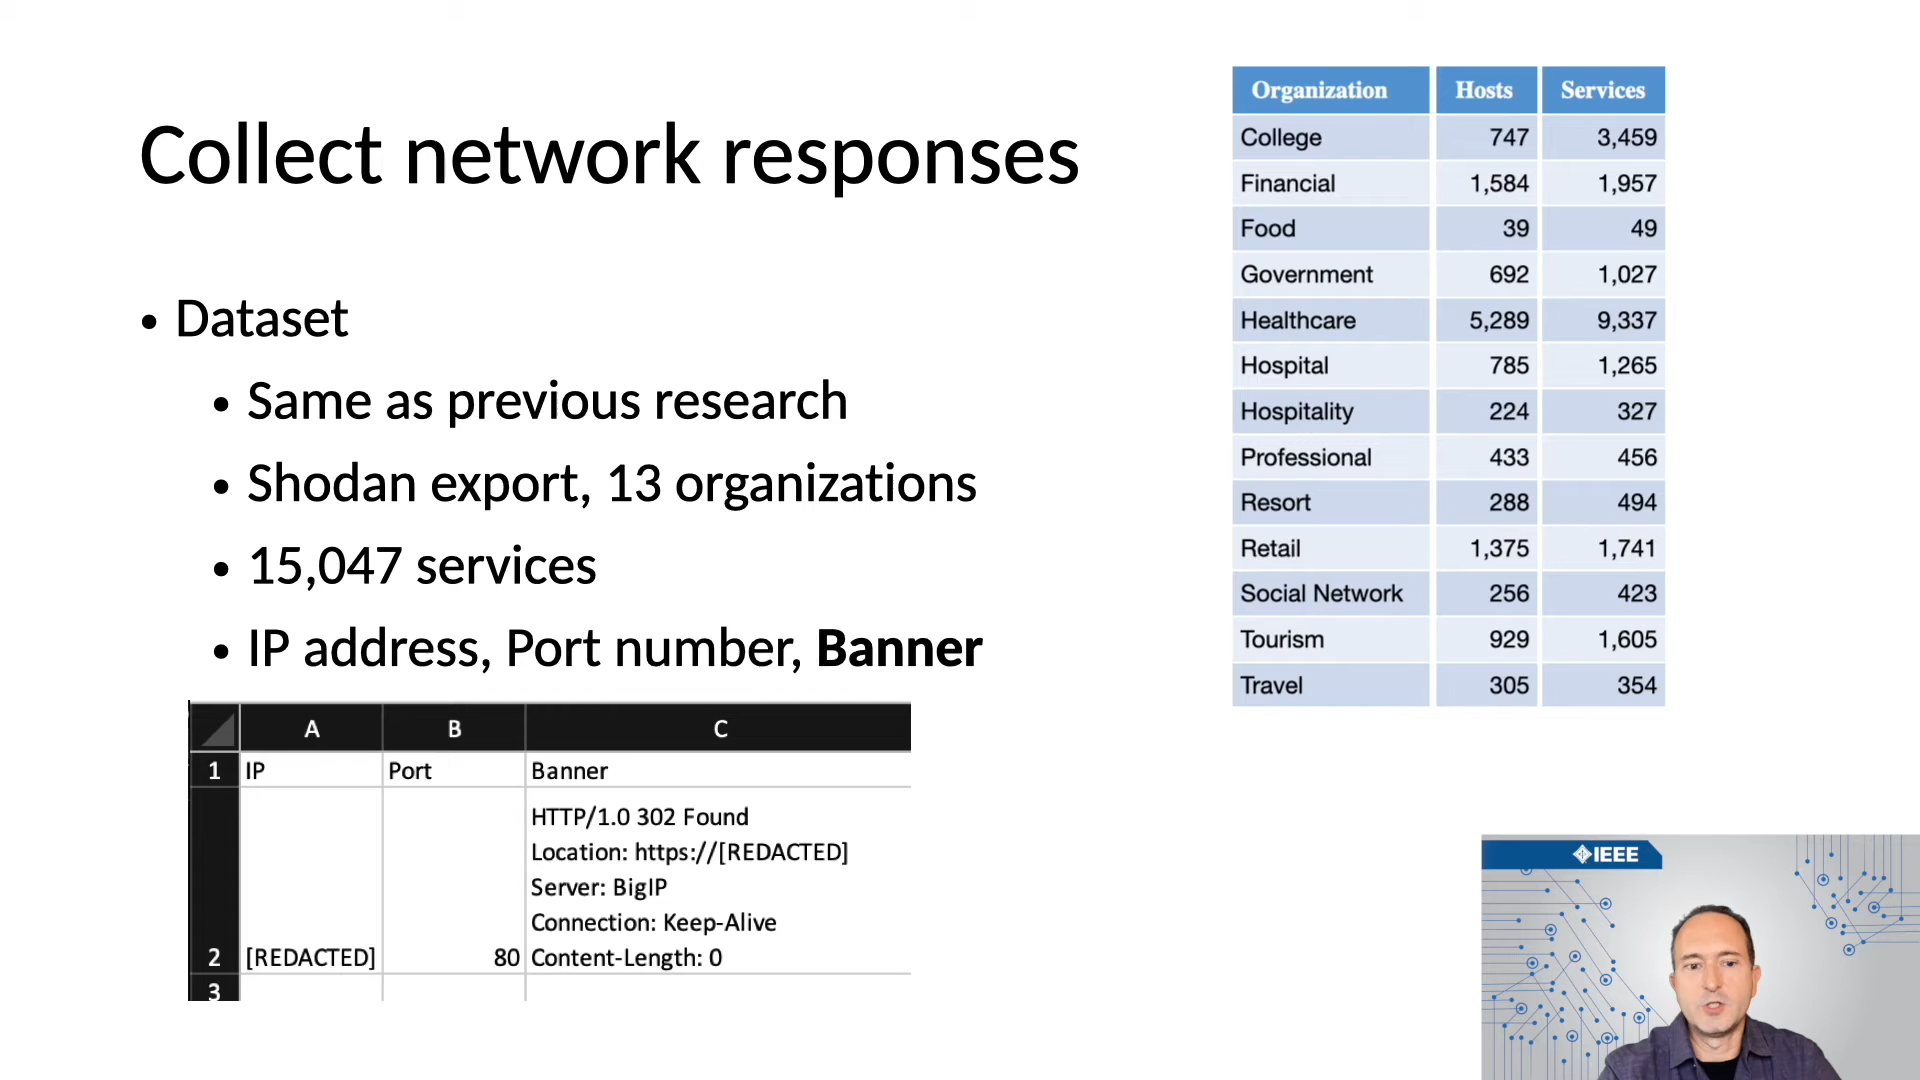 Collect network responses
• Dataset
• Same as previous research
• Shodan export, 13 organizations
• 15,047 services
• IP address, Port number, Banner
A B C
1 IP Port Banner
HTTP/1.0 302 Found
Location: https://[REDACTED]
Server: BigIP
Connection: Keep-Alive
2 [REDACTED] 80 Content-Length: 0
3
Organization Hosts Services
College 747 3,459
Financial 1,584 1,957
Food 39 49
Government 692 1,027
Healthcare 5,289 9,337
Hospital 785 1,265
Hospitality 224 327
Professional 433 456
Resort 288 494
Retail 1,375 1,741
Social Network 256 423
Tourism 929 1,605
Travel 305 354
IEEE